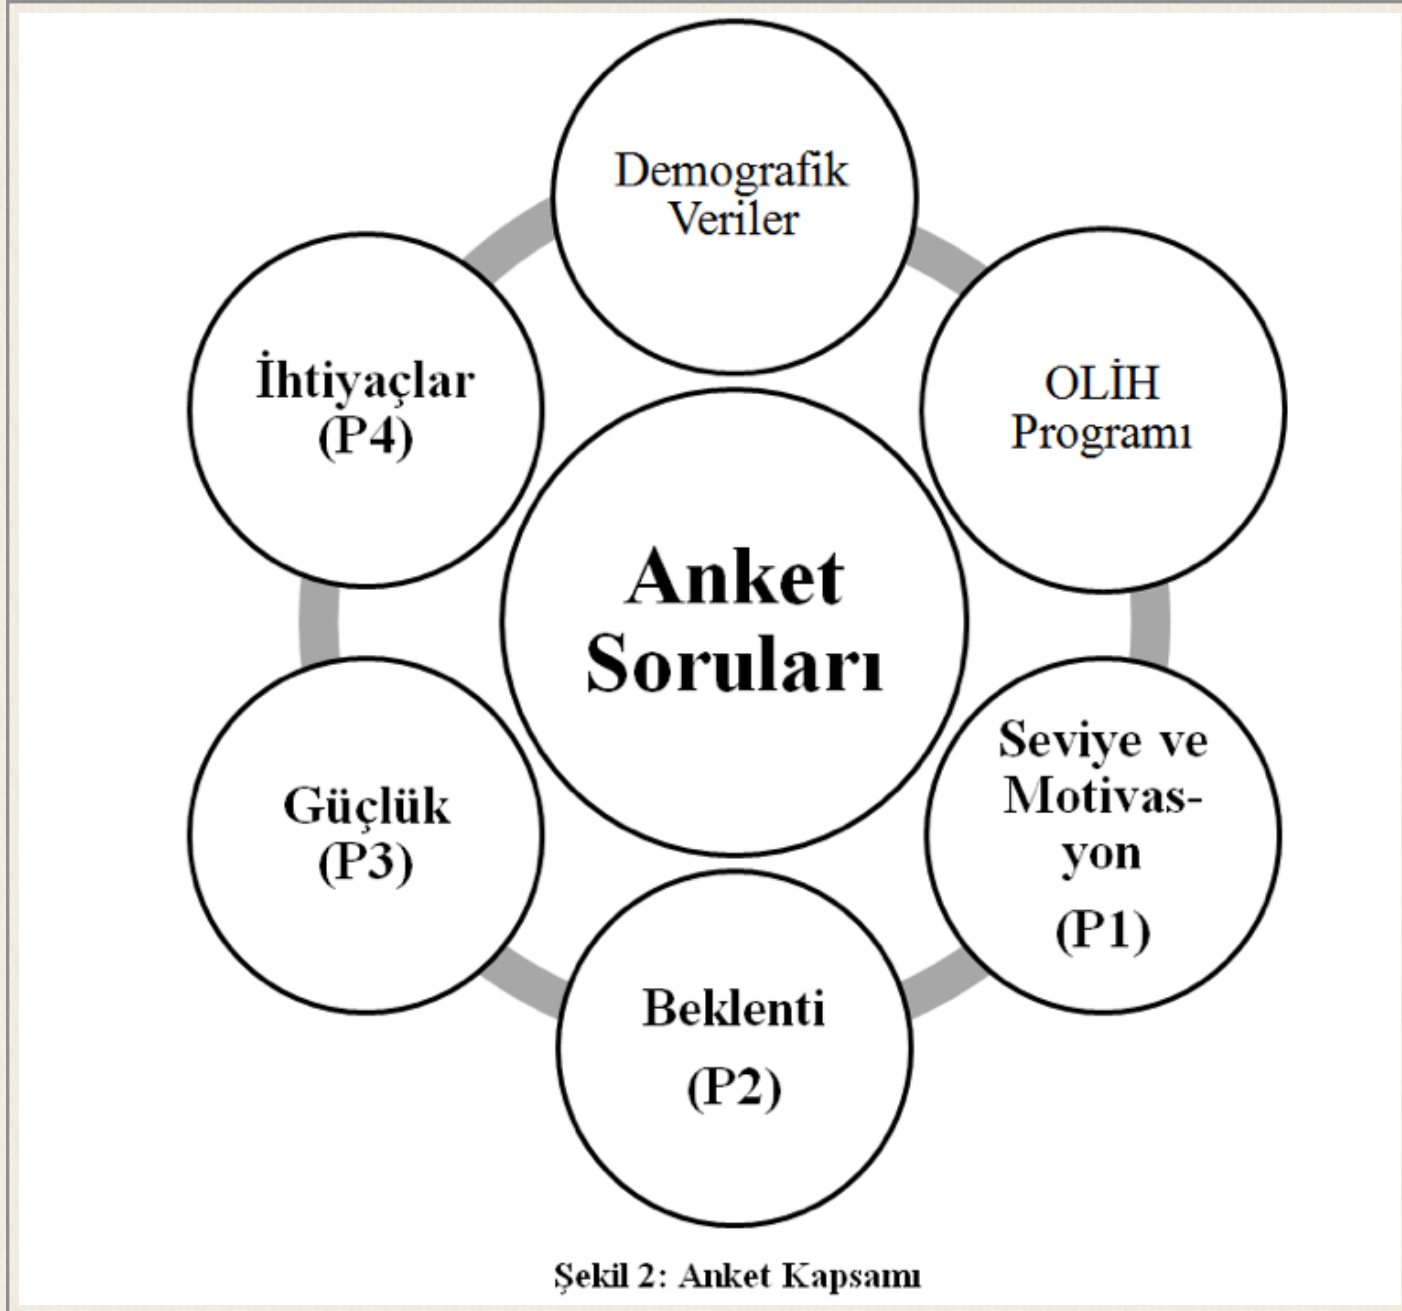 Demografik
Veriler
OLİH
Programı
Seviye ve
Motivas-
yon
(P1)
Beklenti
(P2)
Güçlük
(P3)
İhtiyaçlar
(P4)
Anket
Soruları
Şekil 2: Anket Kapsamı